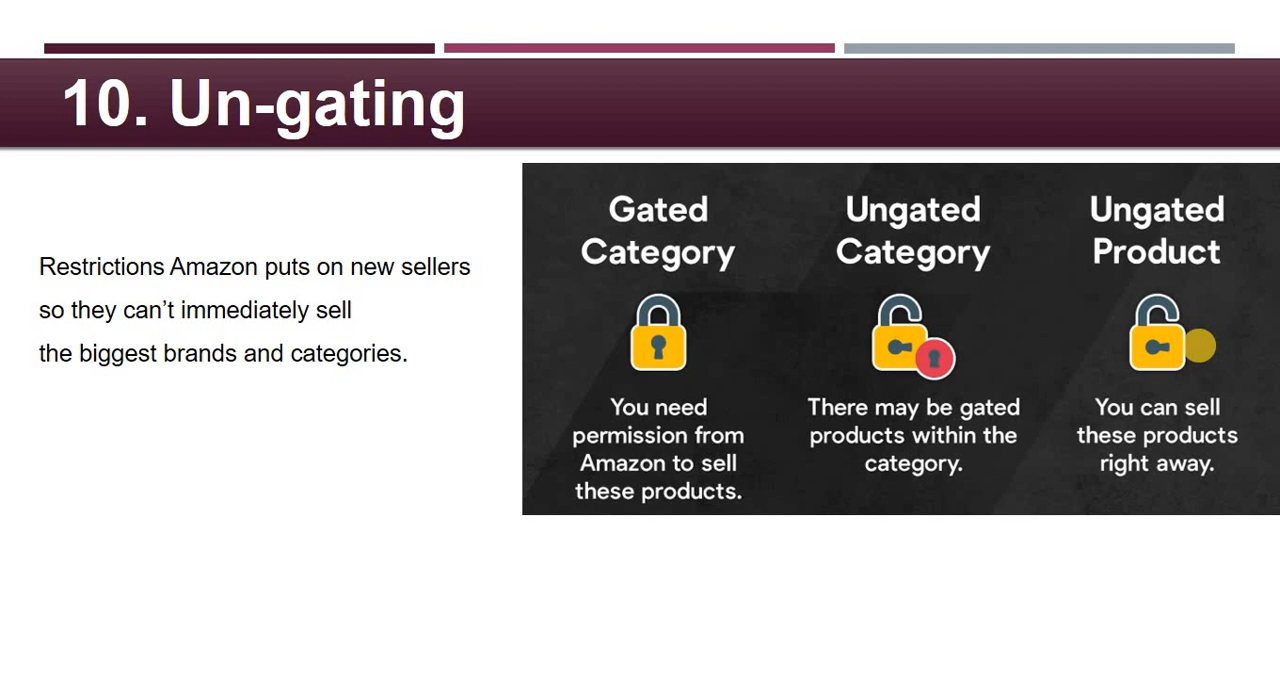 10. Un-gating
Restrictions Amazon puts on new sellers
so they can’t immediately sell
the biggest brands and categories.
Gated
Category
You need
permission from
Amazon to sell
these products.
Ungated
Category
There may be gated
products within the
category.
Ungated
Product
You can sell
these products
right away.